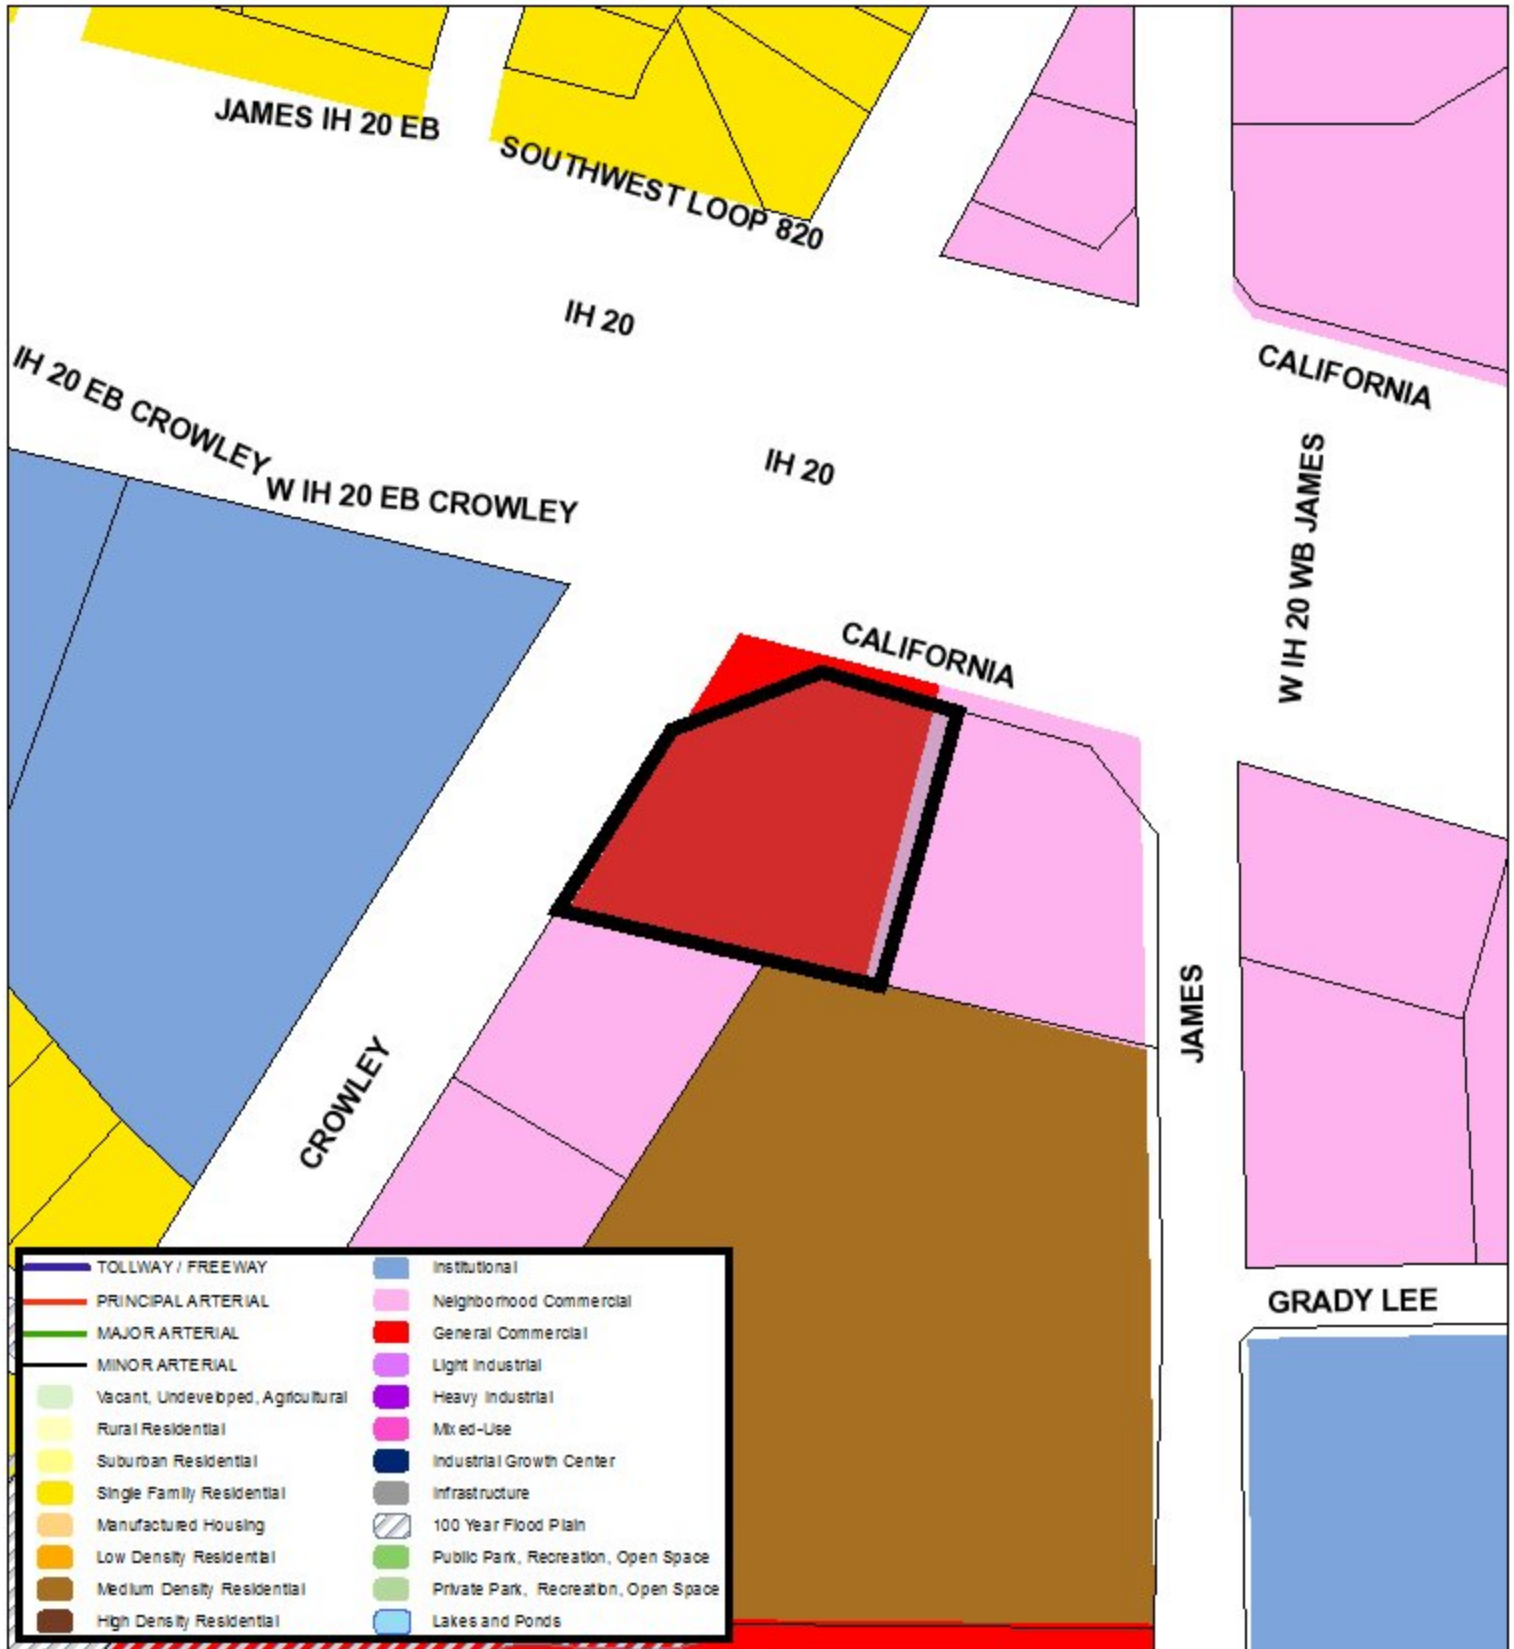 JAMES IH 20 EB
SOUTHWEST LOOP 820
IH 20
IH 20 EB CROWLEY
CALIFORNIA
W IH 20 EB CROWLEY
IH 20
W IH 20 WB JAMES
CALIFORNIA
JAMES
CROWLEY
GRADY LEE
TOLLWAY / FREEWAY
PRINCIPAL ARTERIAL
MAJOR ARTERIAL
MINOR ARTERIAL
Vacant, Undeveloped, Agricultural
Rural Residential
Suburban Residential
Single Family Residential
Manufactured Housing
Low Density Residential
Medium Density Residential
High Density Residential
Institutional
Neighborhood Commercial
General Commercial
Light Industrial
Heavy Industrial
Mixed-Use
Industrial Growth Center
Infrastructure
100 Year Flood Plain
Public Park, Recreation, Open Space
Private Park, Recreation, Open Space
Lakes and Ponds